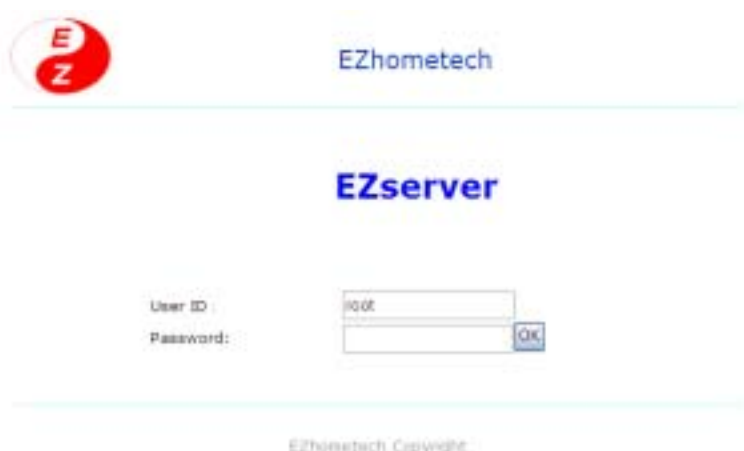 E
Z
EZhometech
EZserver
User ID :
root
Password:
OK
EZhometech Copyright